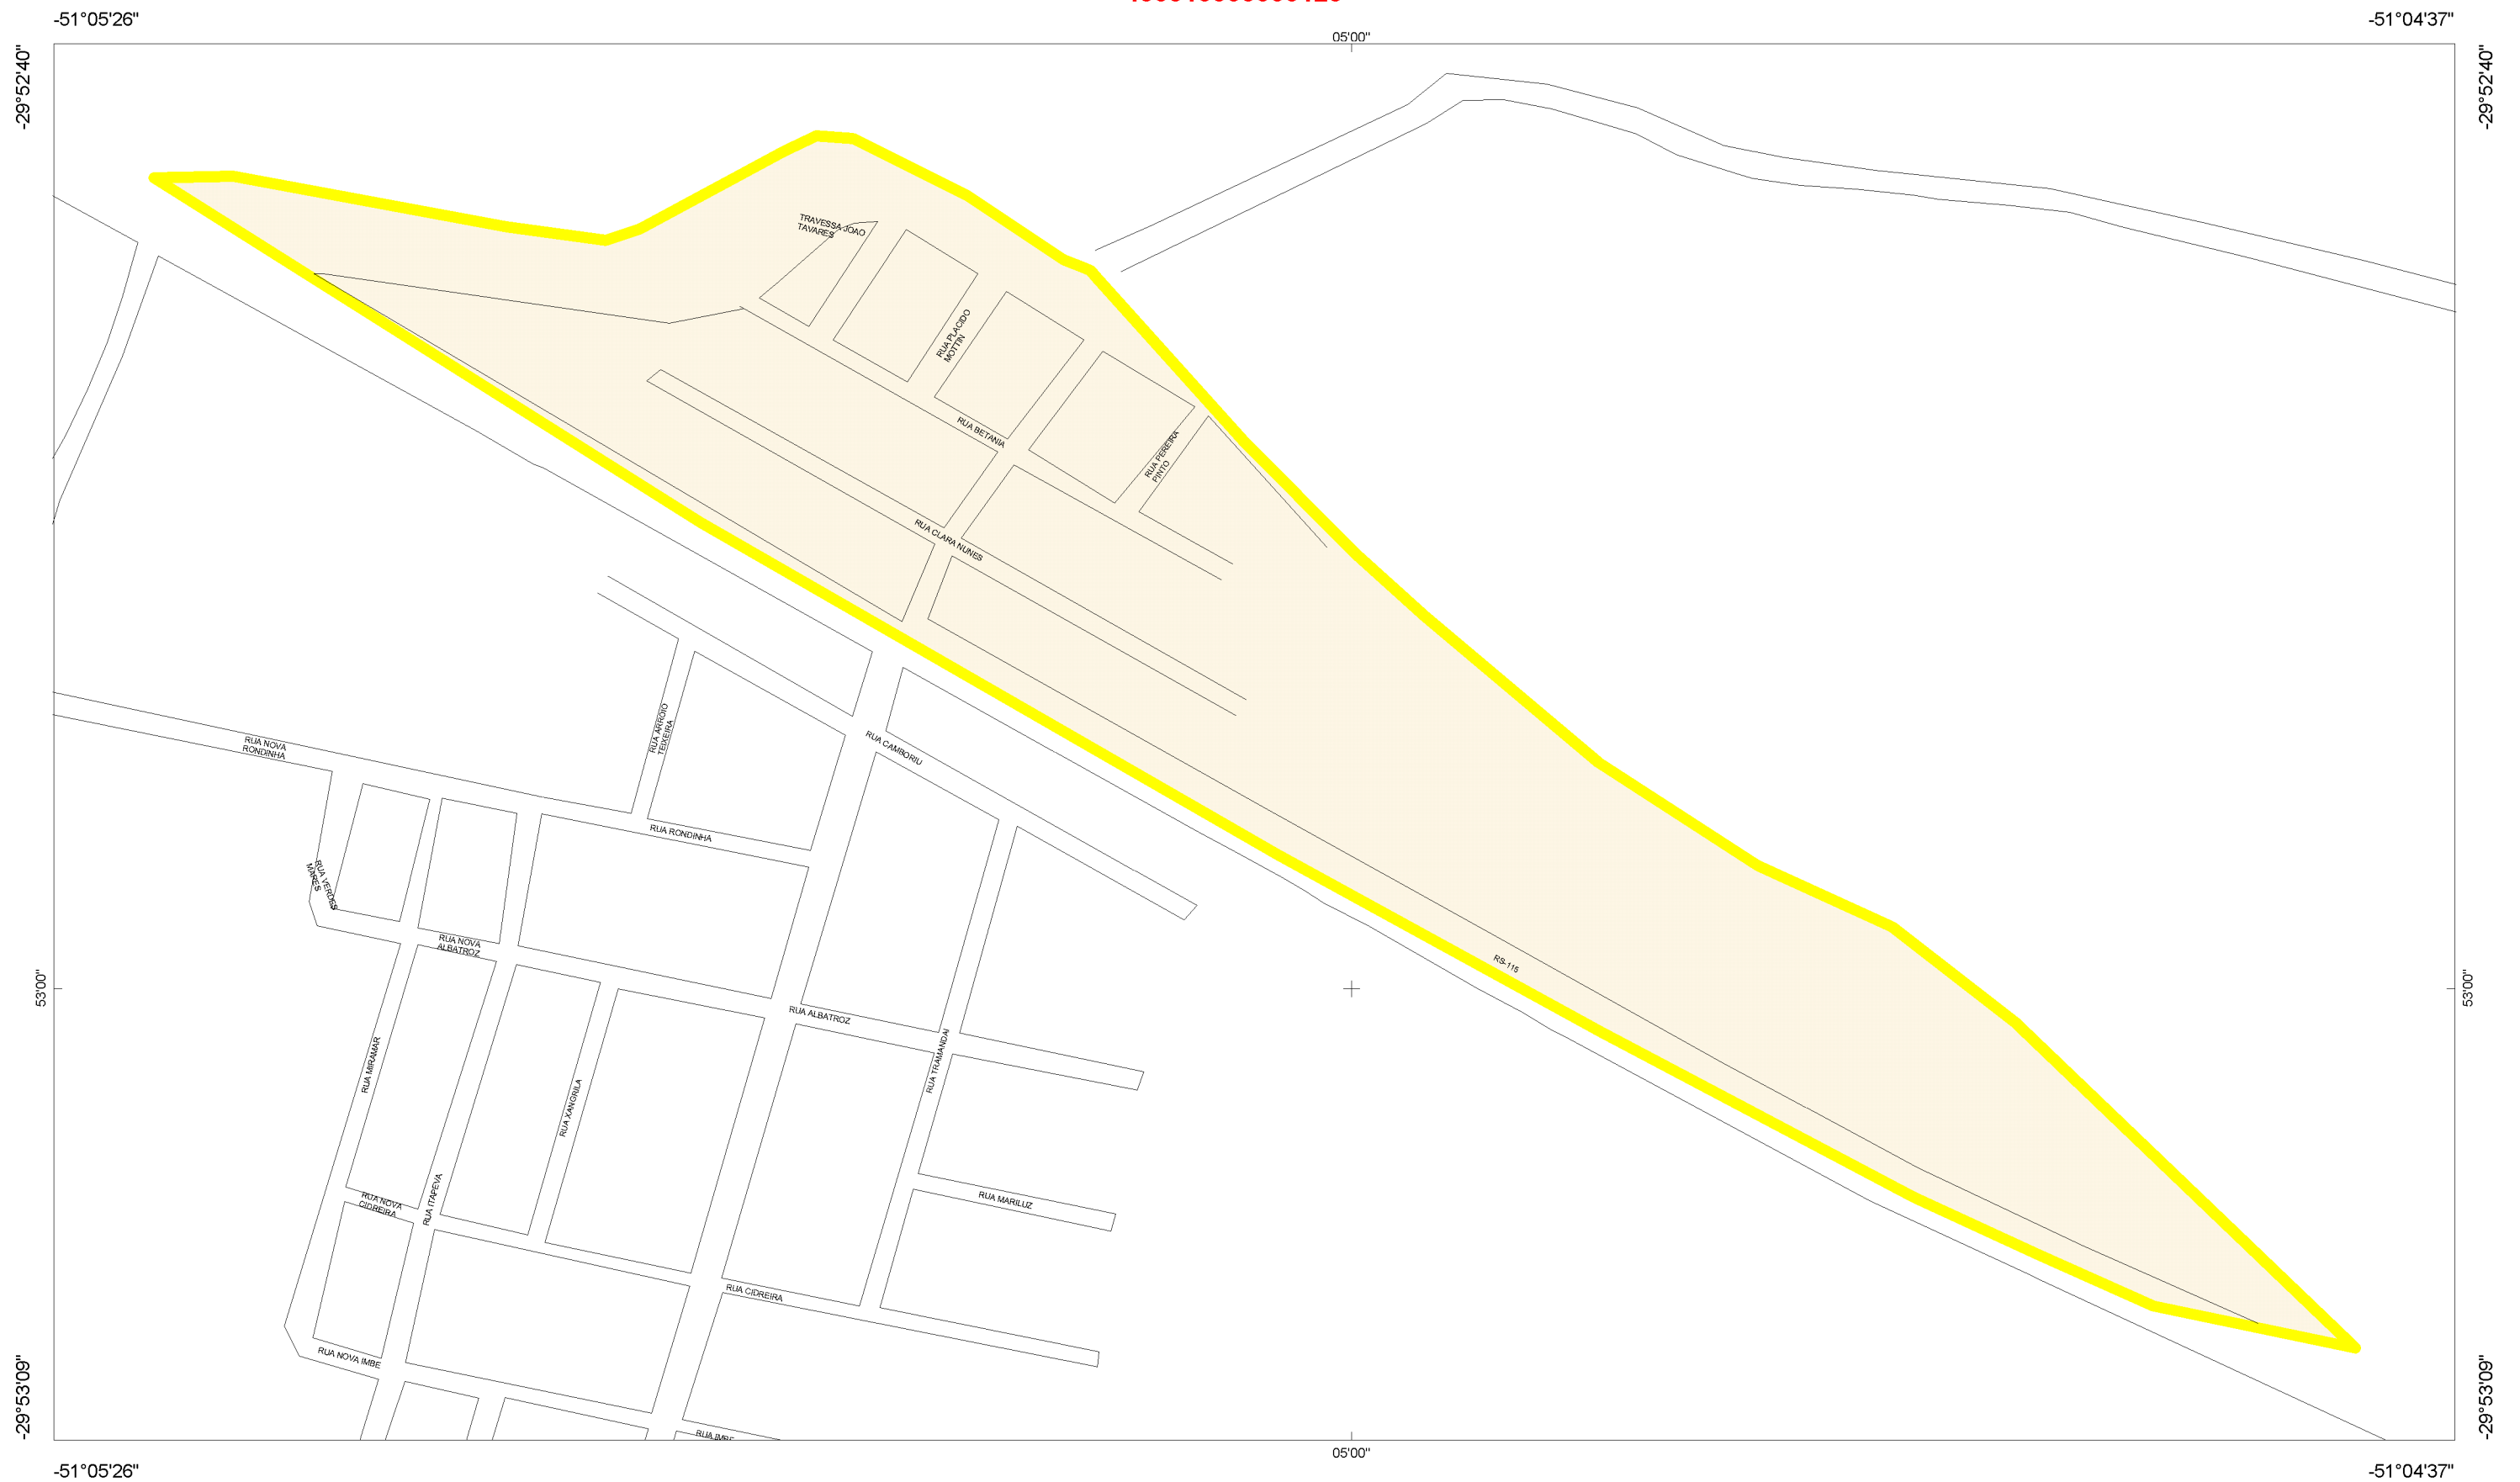 -51°05'26"
-51°04'37"
05'00"
-29°52'40"
-29°52'40"
TRAVESSA JOAO
TAVARES
RUA PLACIDO
MOTTIN
RUA BETANIA
RUA PEREIRA
PINTO
RUA CLARA NUNES
RUA ARROIO
TEIXEIRA
RUA NOVA
RONDINHA
RUA CAMBORIU
RUA RONDINHA
RUA VERDES
MARES
RUA NOVA
ALBATROZ
RS-115
53'00"
53'00"
RUA ALBATROZ
RUA MIRAMAR
RUA XANGRILA
RUA TRAMANDAI
RUA NOVA
CIDREIRA
RUA ITAPEVA
RUA MARILUZ
RUA CIDREIRA
RUA NOVA IMBE
RUA IMBE
-29°53'09"
-29°53'09"
05'00"
-51°05'26"
-51°04'37"